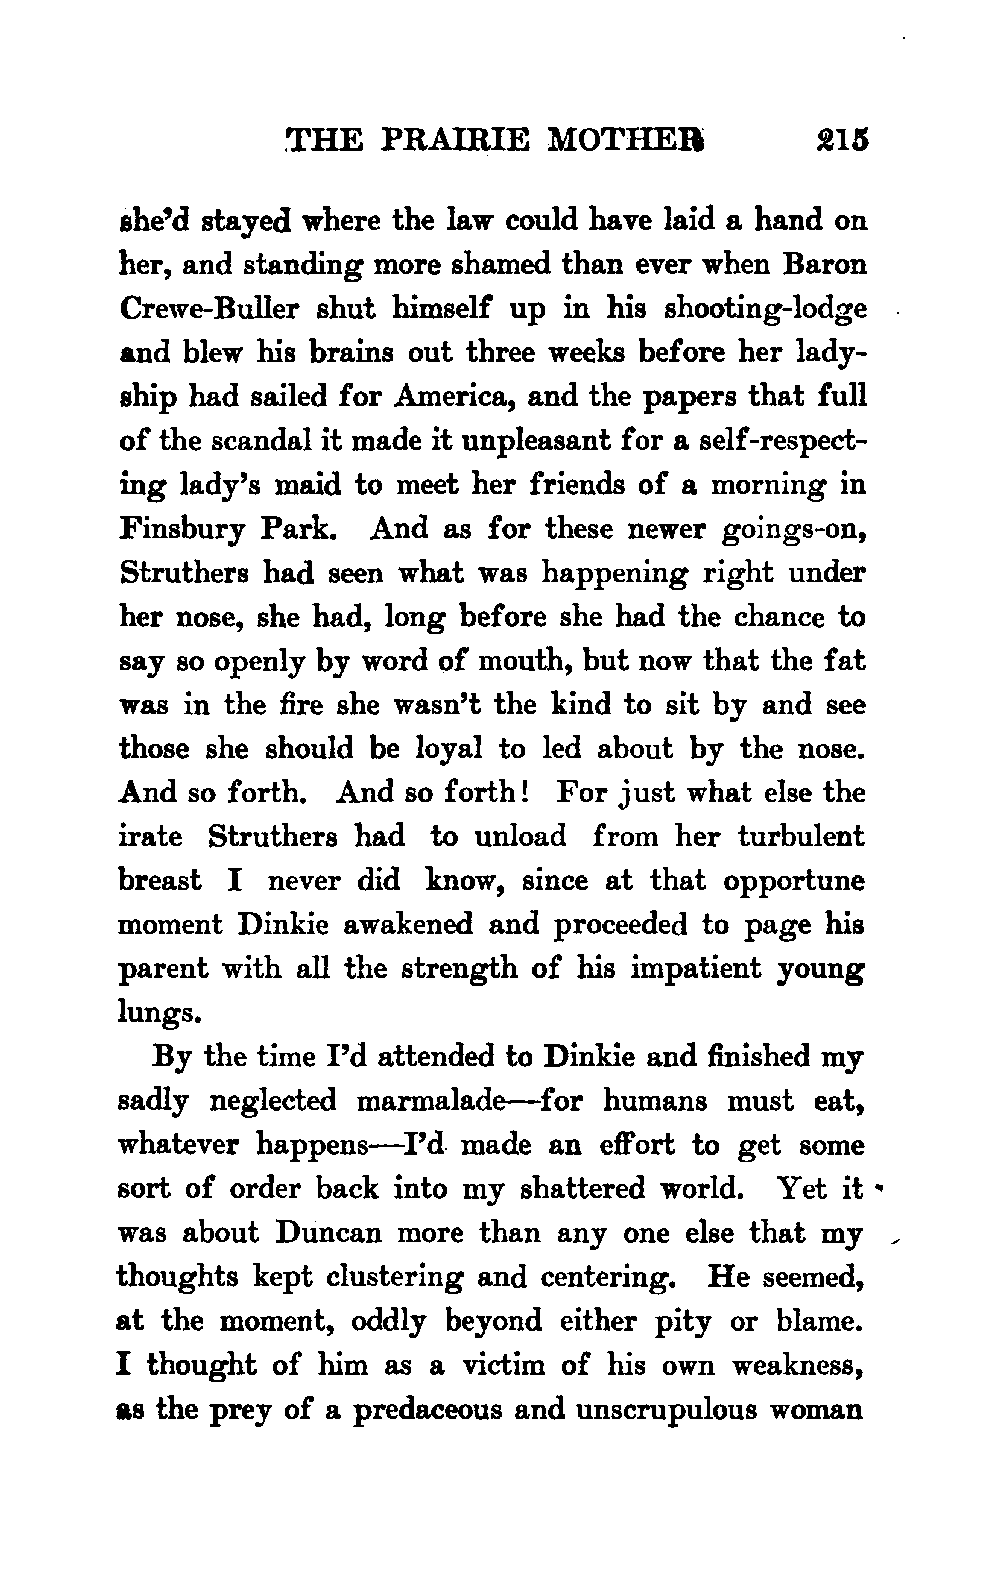 THE PRAIRIE MOTHER 215
she'd stayed where the law could have laid a hand on
her, and standing more shamed than ever when Baron
Crewe-Buller shut himself up in his shooting-lodge
and blew his brains out three weeks before her lady-
ship had sailed for America, and the papers that full
of the scandal it made it unpleasant for a self-respect-
ing lady's maid to meet her friends of a morning in
Finsbury Park. And as for these newer goings-on,
Struthers had seen what was happening right under
her nose, she had, long before she had the chance to
say so openly by word of mouth, but now that the fat
was in the fire she wasn't the kind to sit by and see
those she should be loyal to led about by the nose.
And so forth. And so forth! For just what else the
irate Struthers had to unload from her turbulent
breast I never did know, since at that opportune
moment Dinkie awakened and proceeded to page his
parent with all the strength of his impatient young
lungs.
By the time I'd attended to Dinkie and finished my
sadly neglected marmalade—for humans must eat,
whatever happens—I'd made an effort to get some
sort of order back into my shattered world. Yet it
was about Duncan more than any one else that my
thoughts kept clustering and centering. He seemed,
at the moment, oddly beyond either pity or blame.
I thought of him as a victim of his own weakness,
as the prey of a predaceous and unscrupulous woman